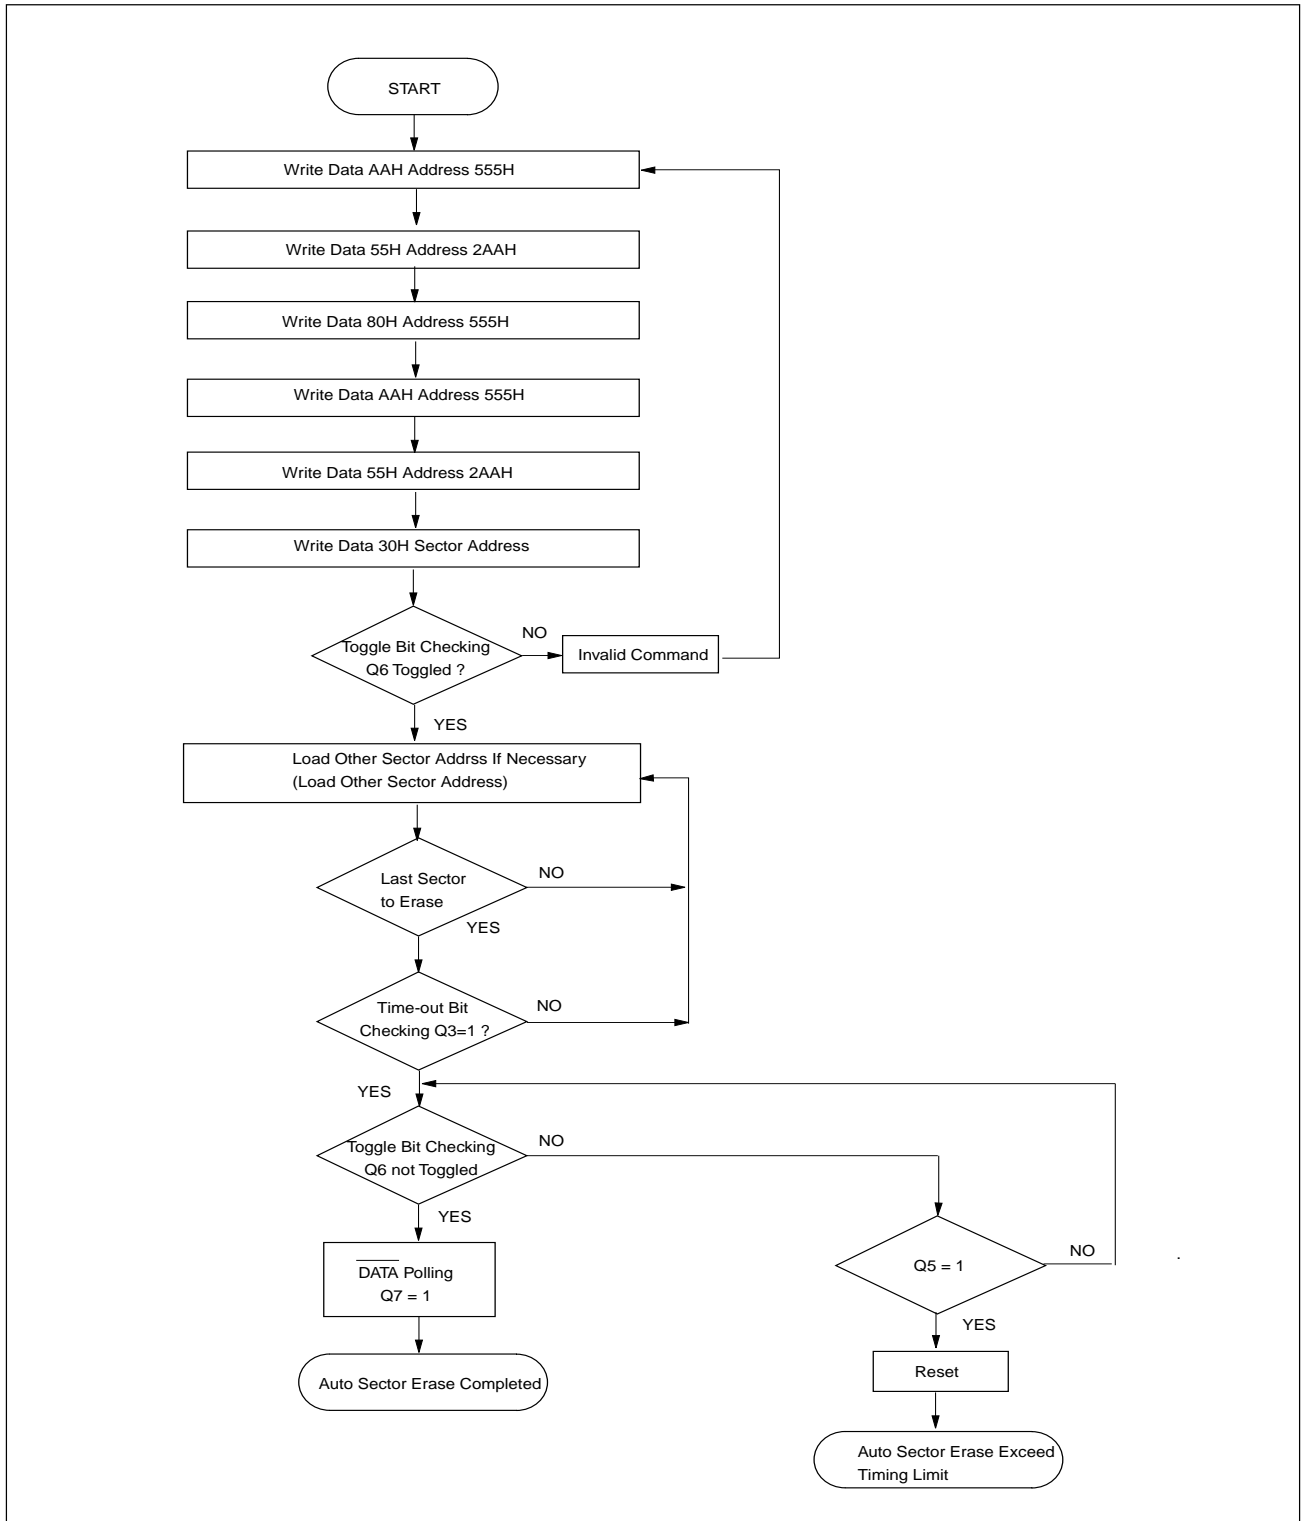 START
Write Data AAH Address 555H
Write Data 55H Address 2AAH
Write Data 80H Address 555H
Write Data AAH Address 555H
Write Data 55H Address 2AAH
Write Data 30H Sector Address
Toggle Bit Checking
Q6 Toggled ?
NO
Invalid Command
YES
Load Other Sector Addrss If Necessary
(Load Other Sector Address)
Last Sector
to Erase
NO
YES
Time-out Bit
Checking Q3=1 ?
NO
YES
Toggle Bit Checking
Q6 not Toggled
NO
YES
DATA Polling
Q7 = 1
Q5 = 1
NO
YES
Auto Sector Erase Completed
Reset
Auto Sector Erase Exceed
Timing Limit